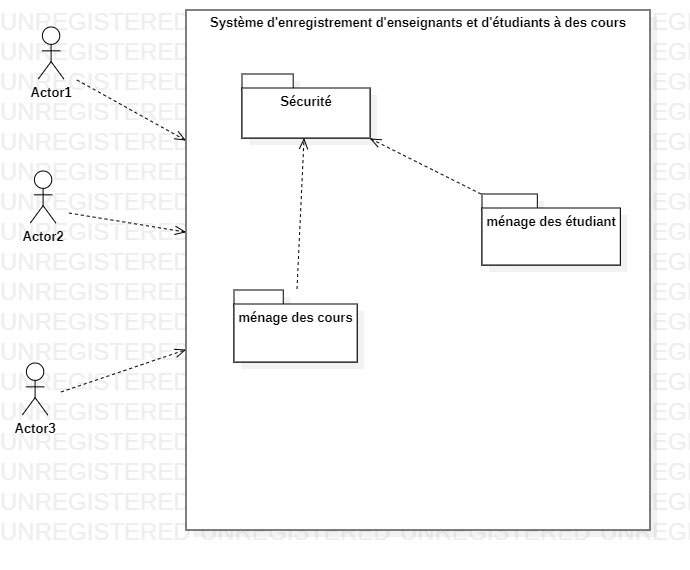 Système d'enregistrement d'enseignants et d'étudiants à des cours
Actor1
Sécurité
Actor2
ménage des étudiant
ménage des cours
Actor3
UNREGISTERED